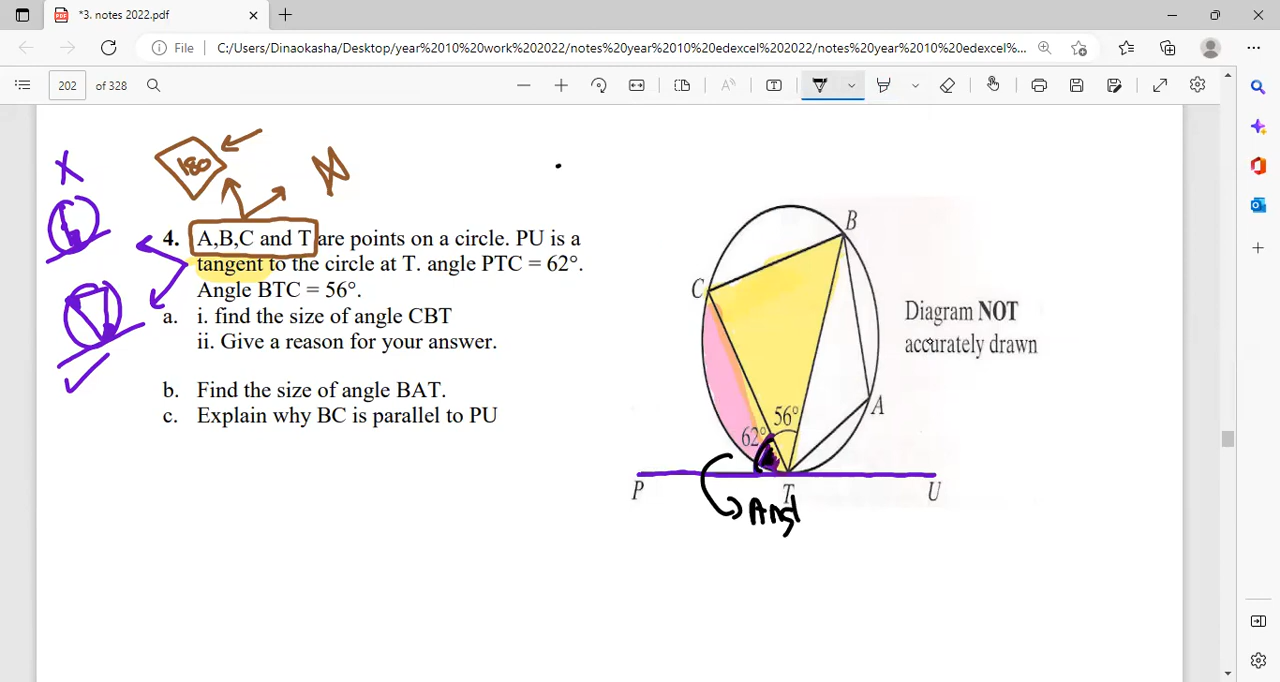 *3. notes 2022.pdf
File
C:/Users/Dinaokasha/Desktop/year%2010%20work%202022/notes%20year%2010%20edexcel%202022/notes%20year%2010%20edexcel%...
202 of 328
X
180
4. A,B,C and T are points on a circle. PU is a
tangent to the circle at T. angle PTC = 62°.
Angle BTC = 56°.
a. i. find the size of angle CBT
ii. Give a reason for your answer.
b. Find the size of angle BAT.
c. Explain why BC is parallel to PU
B
C
Diagram NOT
accurately drawn
A
56°
62°
P
T
U
Angl